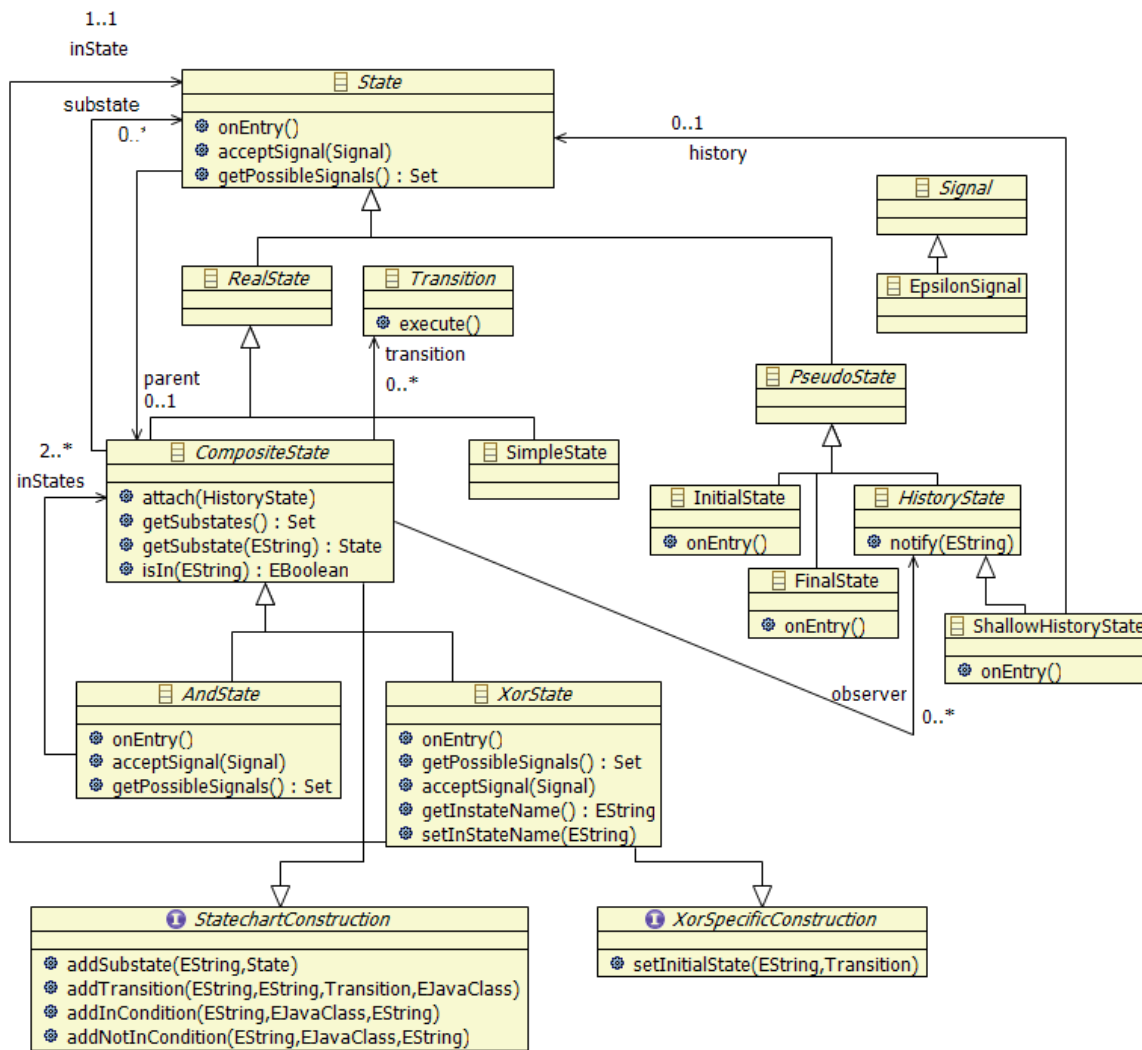 1..1
inState
State
substate
0..*
onEntry()
acceptSignal(Signal)
getPossibleSignals() : Set
0..1
history
Signal
EpsilonSignal
RealState
Transition
execute()
transition
0..*
parent
0..1
PseudoState
2..*
inStates
CompositeState
attach(HistoryState)
getSubstates() : Set
getSubstate(EString) : State
isIn(EString) : EBoolean
SimpleState
InitialState
onEntry()
HistoryState
notify(EString)
FinalState
onEntry()
ShallowHistoryState
onEntry()
observer
0..*
AndState
onEntry()
acceptSignal(Signal)
getPossibleSignals() : Set
XorState
onEntry()
getPossibleSignals() : Set
acceptSignal(Signal)
getInstateName() : EString
setInStateName(EString)
I StatechartConstruction
addSubstate(EString,State)
addTransition(EString,EString,Transition,EJavaClass)
addInCondition(EString,EJavaClass,EString)
addNotInCondition(EString,EJavaClass,EString)
I XorSpecificConstruction
setInitialState(EString,Transition)